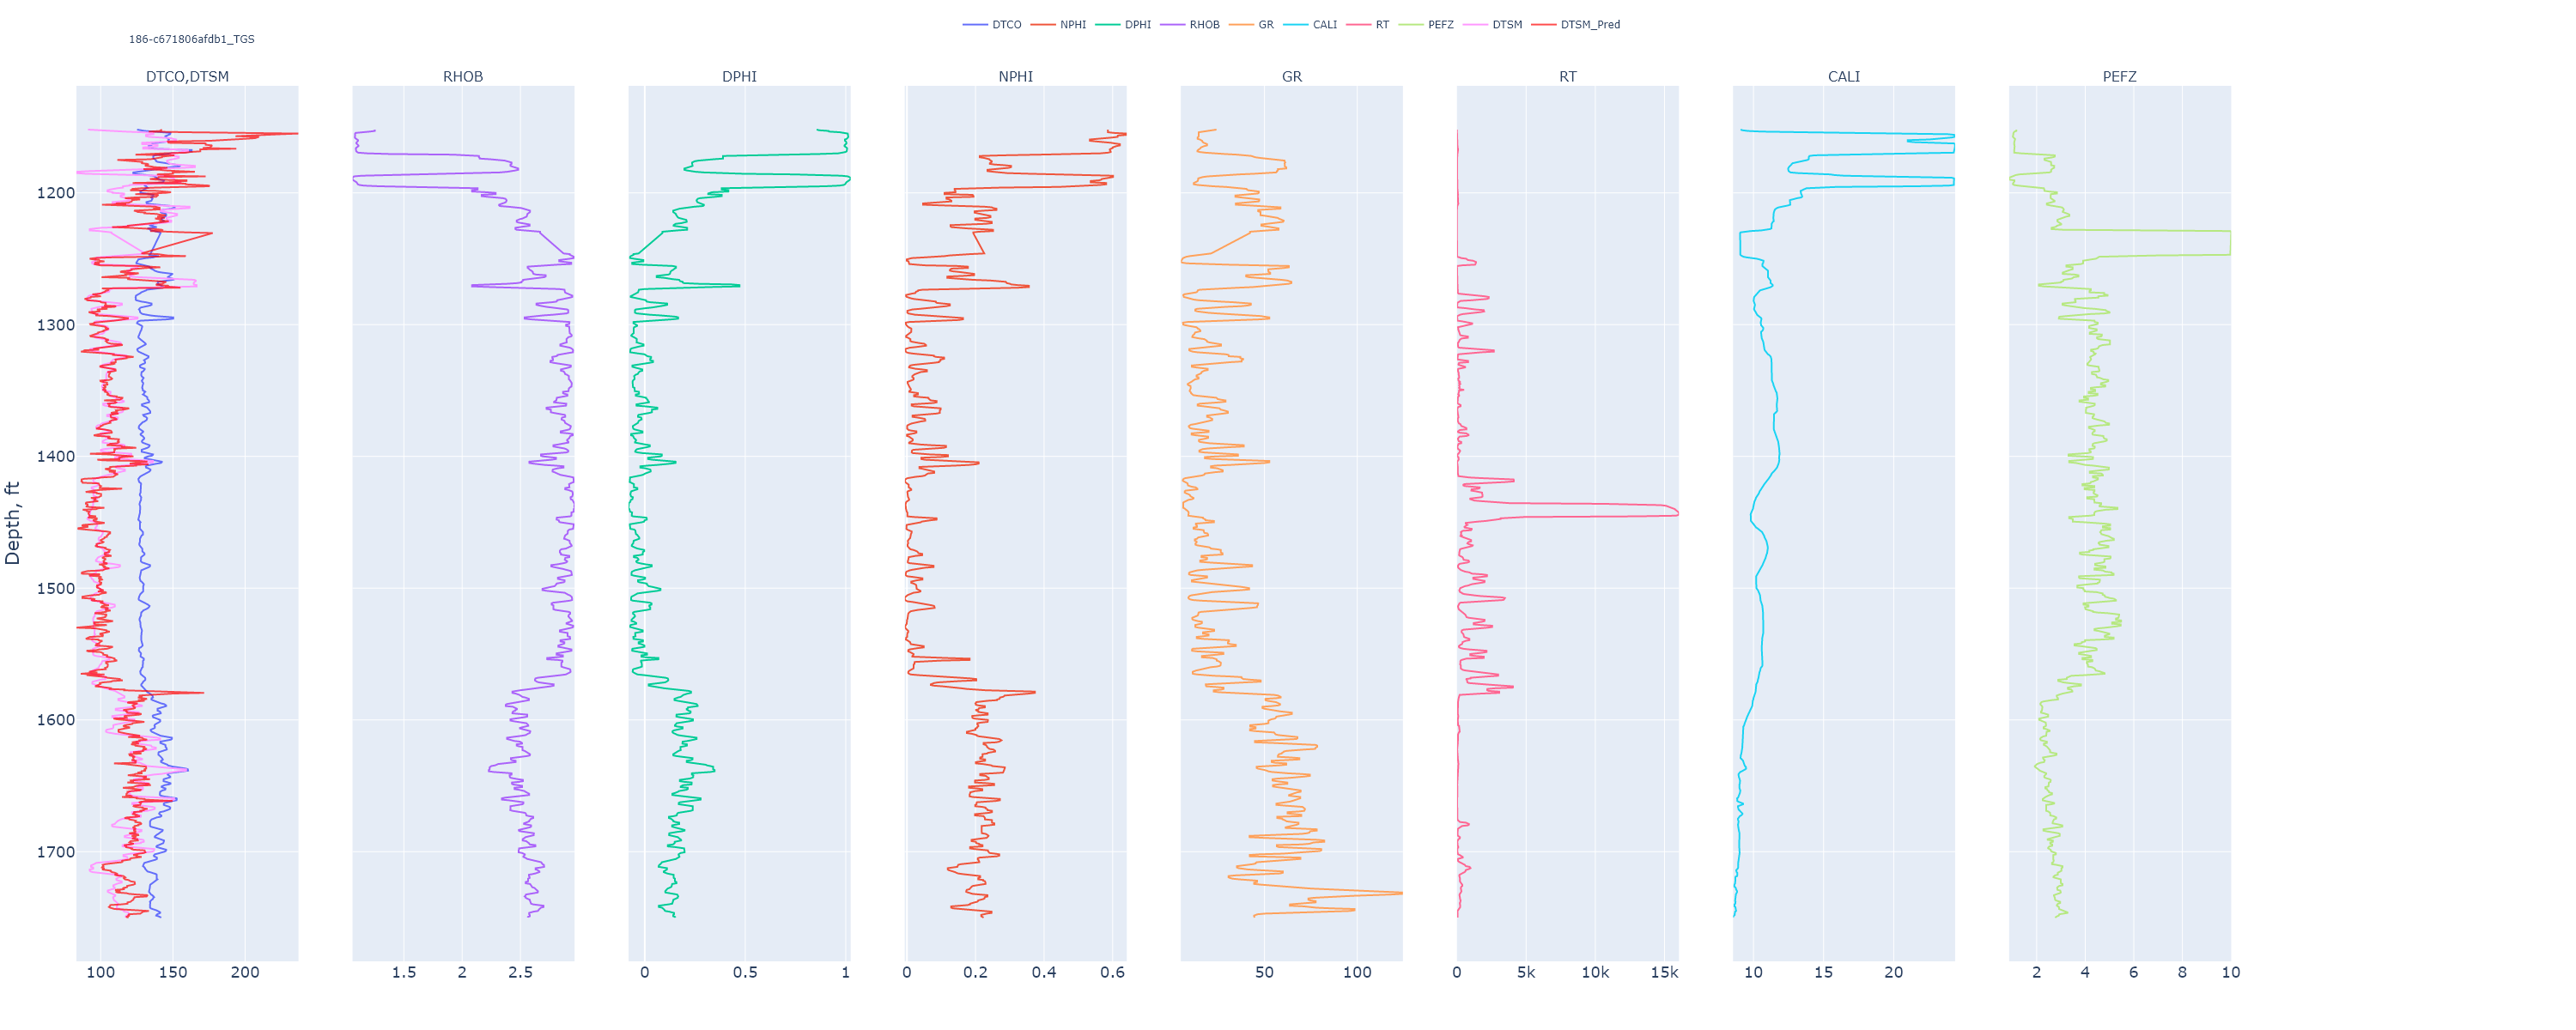 DTCO NPHI DPHI RHOB GR CALI RT PEFZ DTSM DTSM_Pred
186-c671806afdb1_TGS
DTCO,DTSM RHOB DPHI NPHI GR RT CALI PEFZ
1200
1300
1400
Depth, ft
1500
1600
1700
100 150 200 1.5 2 2.5 0 0.5 1 0 0.2 0.4 0.6 50 100 0 5k 10k 15k 10 15 20 2 4 6 8 10